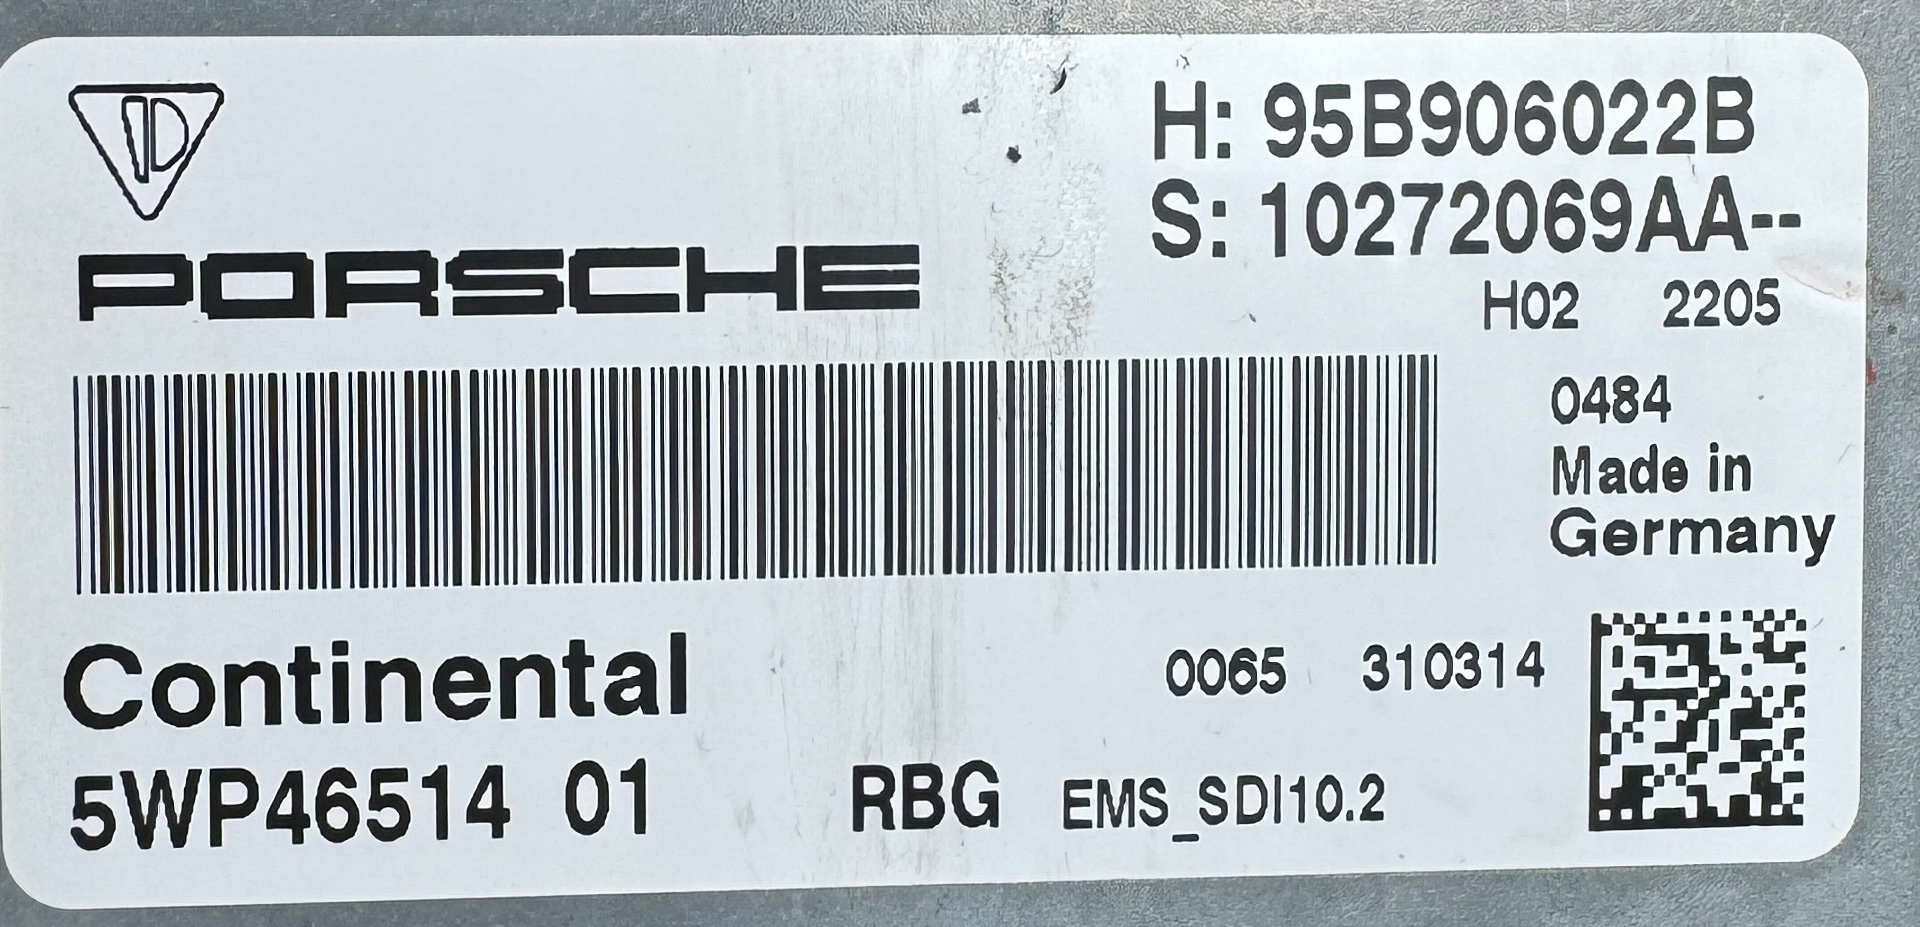 PORSCHE
H: 95B906022B
S: 10272069AA--
H02 2205
0484
Made in
Germany
Continental
0065 310314
5WP46514 01 RBG EMS_SDI10.2